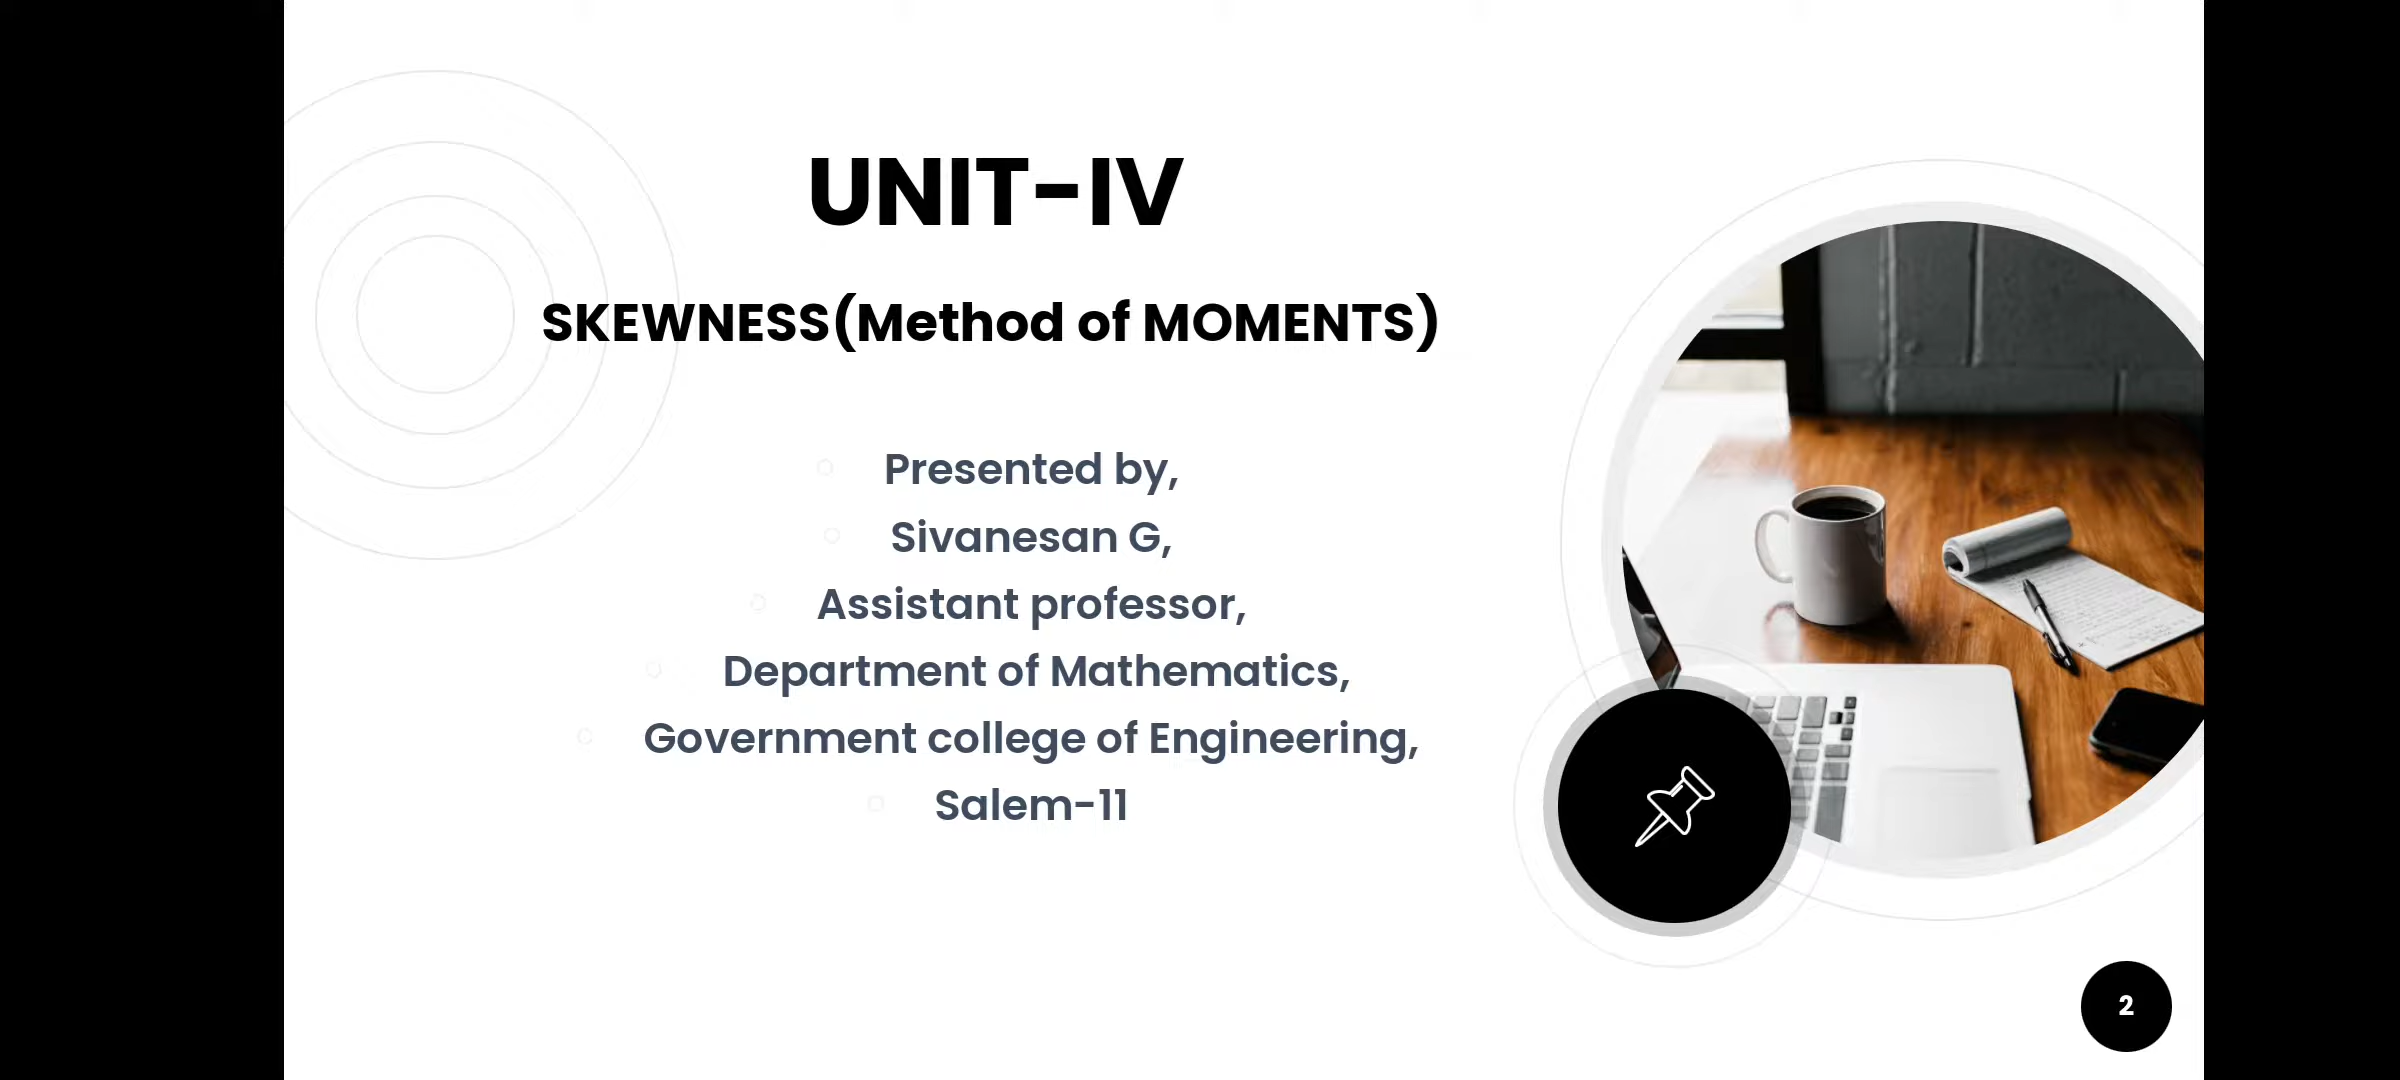 UNIT-IV
SKEWNESS(Method of MOMENTS)
Presented by,
Sivanesan G,
Assistant professor,
Department of Mathematics,
Government college of Engineering,
Salem-11
2